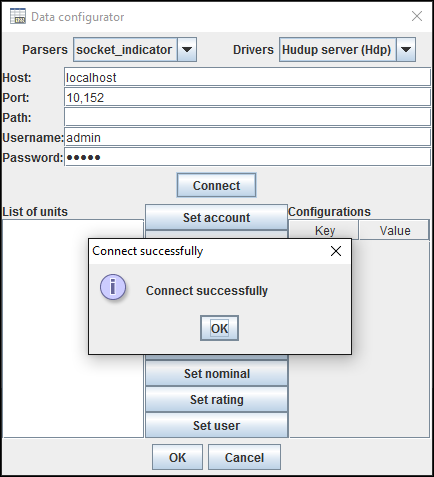 Data configurator
Parsers socket_indicator Drivers Hudup server (Hdp)
Host: localhost
Port: 10,152
Path:
Username: admin
Password: ●●●●●
Connect
List of units
Set account
Configurations
Key Value
Connect successfully
Connect successfully
OK
Set nominal
Set rating
Set user
OK Cancel